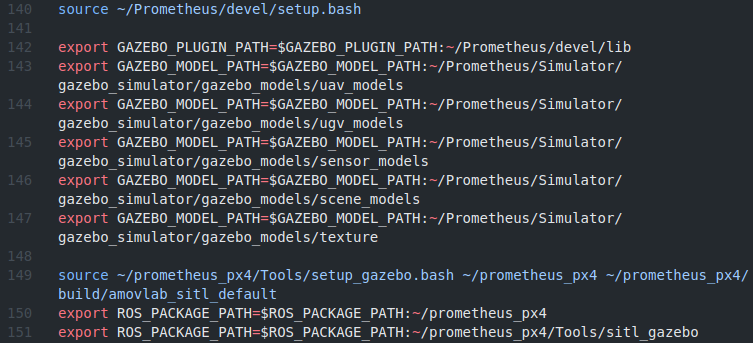 140 source ~/Prometheus/devel/setup.bash
141
142 export GAZEBO_PLUGIN_PATH=$GAZEBO_PLUGIN_PATH:~/Prometheus/devel/lib
143 export GAZEBO_MODEL_PATH=$GAZEBO_MODEL_PATH:~/Prometheus/Simulator/
gazebo_simulator/gazebo_models/uav_models
144 export GAZEBO_MODEL_PATH=$GAZEBO_MODEL_PATH:~/Prometheus/Simulator/
gazebo_simulator/gazebo_models/ugv_models
145 export GAZEBO_MODEL_PATH=$GAZEBO_MODEL_PATH:~/Prometheus/Simulator/
gazebo_simulator/gazebo_models/sensor_models
146 export GAZEBO_MODEL_PATH=$GAZEBO_MODEL_PATH:~/Prometheus/Simulator/
gazebo_simulator/gazebo_models/scene_models
147 export GAZEBO_MODEL_PATH=$GAZEBO_MODEL_PATH:~/Prometheus/Simulator/
gazebo_simulator/gazebo_models/texture
148
149 source ~/prometheus_px4/Tools/setup_gazebo.bash ~/prometheus_px4 ~/prometheus_px4/
build/amovlab_sitl_default
150 export ROS_PACKAGE_PATH=$ROS_PACKAGE_PATH:~/prometheus_px4
151 export ROS_PACKAGE_PATH=$ROS_PACKAGE_PATH:~/prometheus_px4/Tools/sitl_gazebo